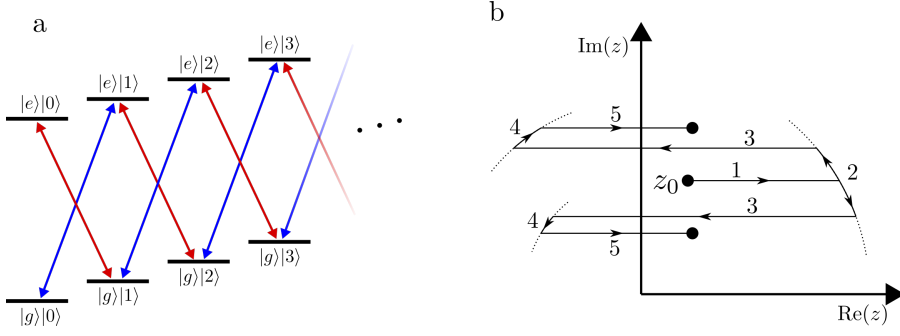 a
|e⟩|0⟩
|e⟩|1⟩
|e⟩|2⟩
|e⟩|3⟩
|g⟩|0⟩
|g⟩|1⟩
|g⟩|2⟩
|g⟩|3⟩
b
Im(z)
4
5
3
z₀
1
2
3
4
5
Re(z)